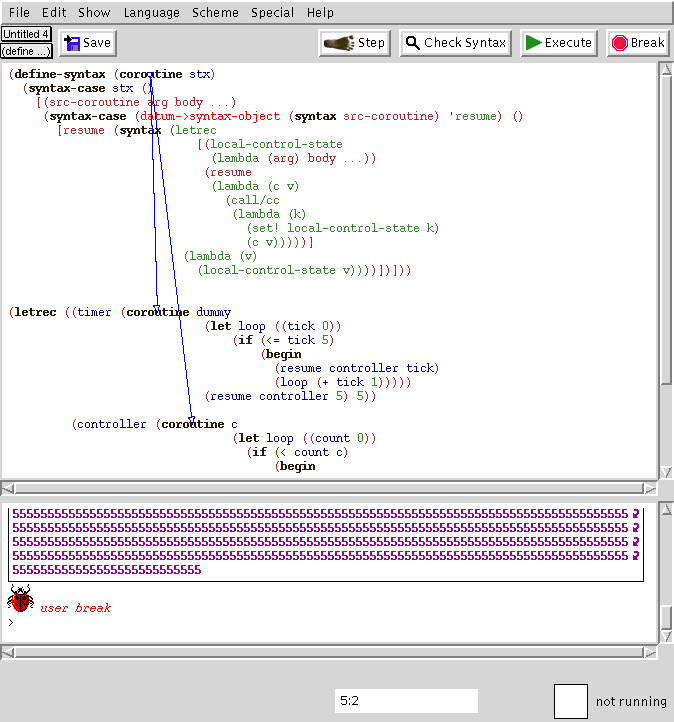 File Edit Show Language Scheme Special Help
Untitled 4
(define ...)
Save Step Check Syntax Execute Break
(define-syntax (coroutine stx)
(syntax-case stx ()
[(src-coroutine arg body ...)
(syntax-case (datum->syntax-object (syntax src-coroutine) 'resume) ()
[resume (syntax (letrec
[(local-control-state
(lambda (arg) body ...))
(resume
(lambda (c v)
(call/cc
(lambda (k)
(set! local-control-state k)
(c v)))))]
(lambda (v)
(local-control-state v))))])]))
(letrec ((timer (coroutine dummy
(let loop ((tick 0))
(if (<= tick 5)
(begin
(resume controller tick)
(loop (+ tick 1)))))
(resume controller 5) 5))
(controller (coroutine c
(let loop ((count 0))
(if (< count c)
(begin
5555555555555555555555555555555555555555555555555555555555555555555555555555555555555555
5555555555555555555555555555555555555555555555555555555555555555555555555555555555555555
5555555555555555555555555555555555555555555555555555555555555555555555555555555555555555
5555555555555555555555555555555555555555555555555555555555555555555555555555555555555555
555555555555555555555555555
user break
>
5:2
not running